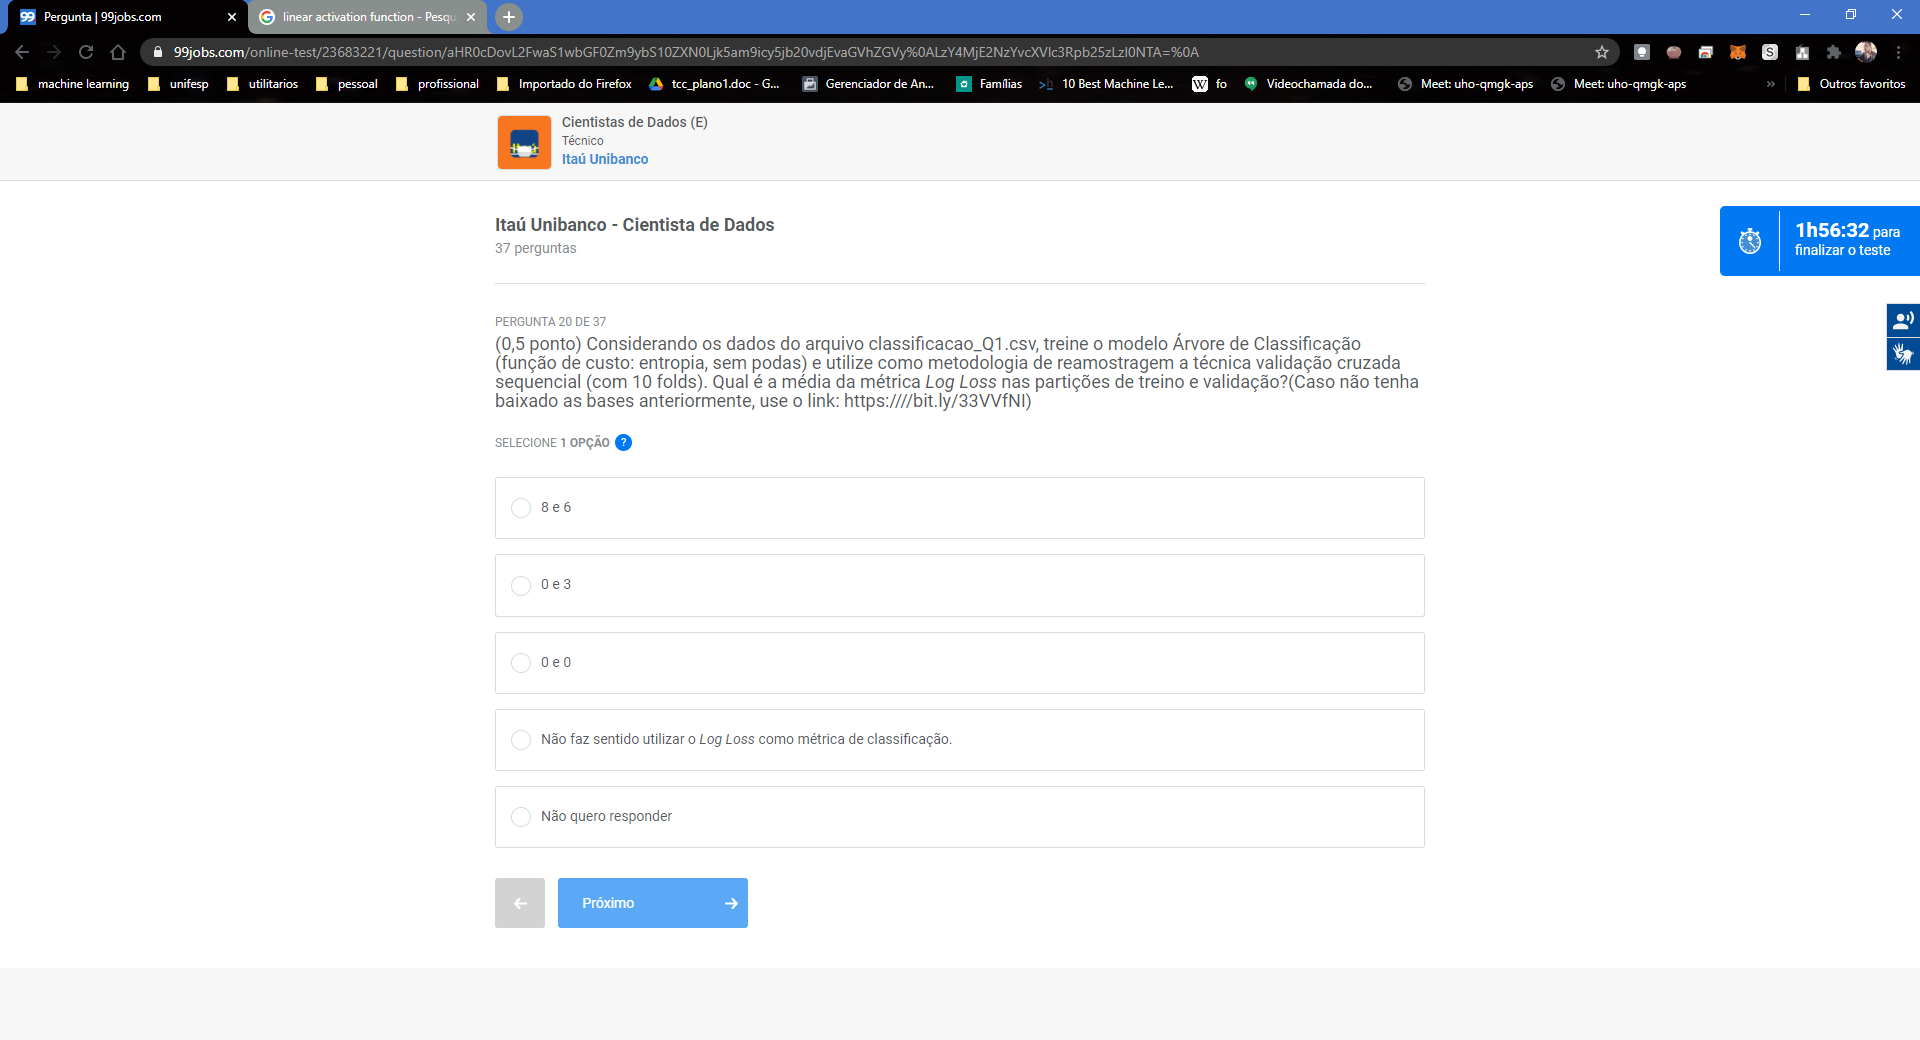 Pergunta | 99jobs.com
linear activation function - Pesqu
99jobs.com/online-test/23683221/question/aHR0cDovL2FwaS1wbGF0Zm9ybS10ZXN0Ljk5am9icy5jb20vdjEvaGVhZGVy%0ALzY4MjE2NzYvcXVlc3Rpb25zLzI0NTA=%0A
machine learning
unifesp
utilitarios
pessoal
profissional
Importado do Firefox
tcc_plano1.doc - G...
Gerenciador de An...
Famílias
10 Best Machine Le...
W fo
Videochamada do...
Meet: uho-qmgk-aps
Meet: uho-qmgk-aps
»
Outros favoritos
Cientistas de Dados (E)
Técnico
Itaú Unibanco
Itaú Unibanco - Cientista de Dados
37 perguntas
1h56:32 para
finalizar o teste
PERGUNTA 20 DE 37
(0,5 ponto) Considerando os dados do arquivo classificacao_Q1.csv, treine o modelo Árvore de Classificação
(função de custo: entropia, sem podas) e utilize como metodologia de reamostragem a técnica validação cruzada
sequencial (com 10 folds). Qual é a média da métrica Log Loss nas partições de treino e validação?(Caso não tenha
baixado as bases anteriormente, use o link: https:////bit.ly/33VVfNI)
SELECIONE 1 OPÇÃO ?
8 e 6
0 e 3
0 e 0
Não faz sentido utilizar o Log Loss como métrica de classificação.
Não quero responder
Próximo